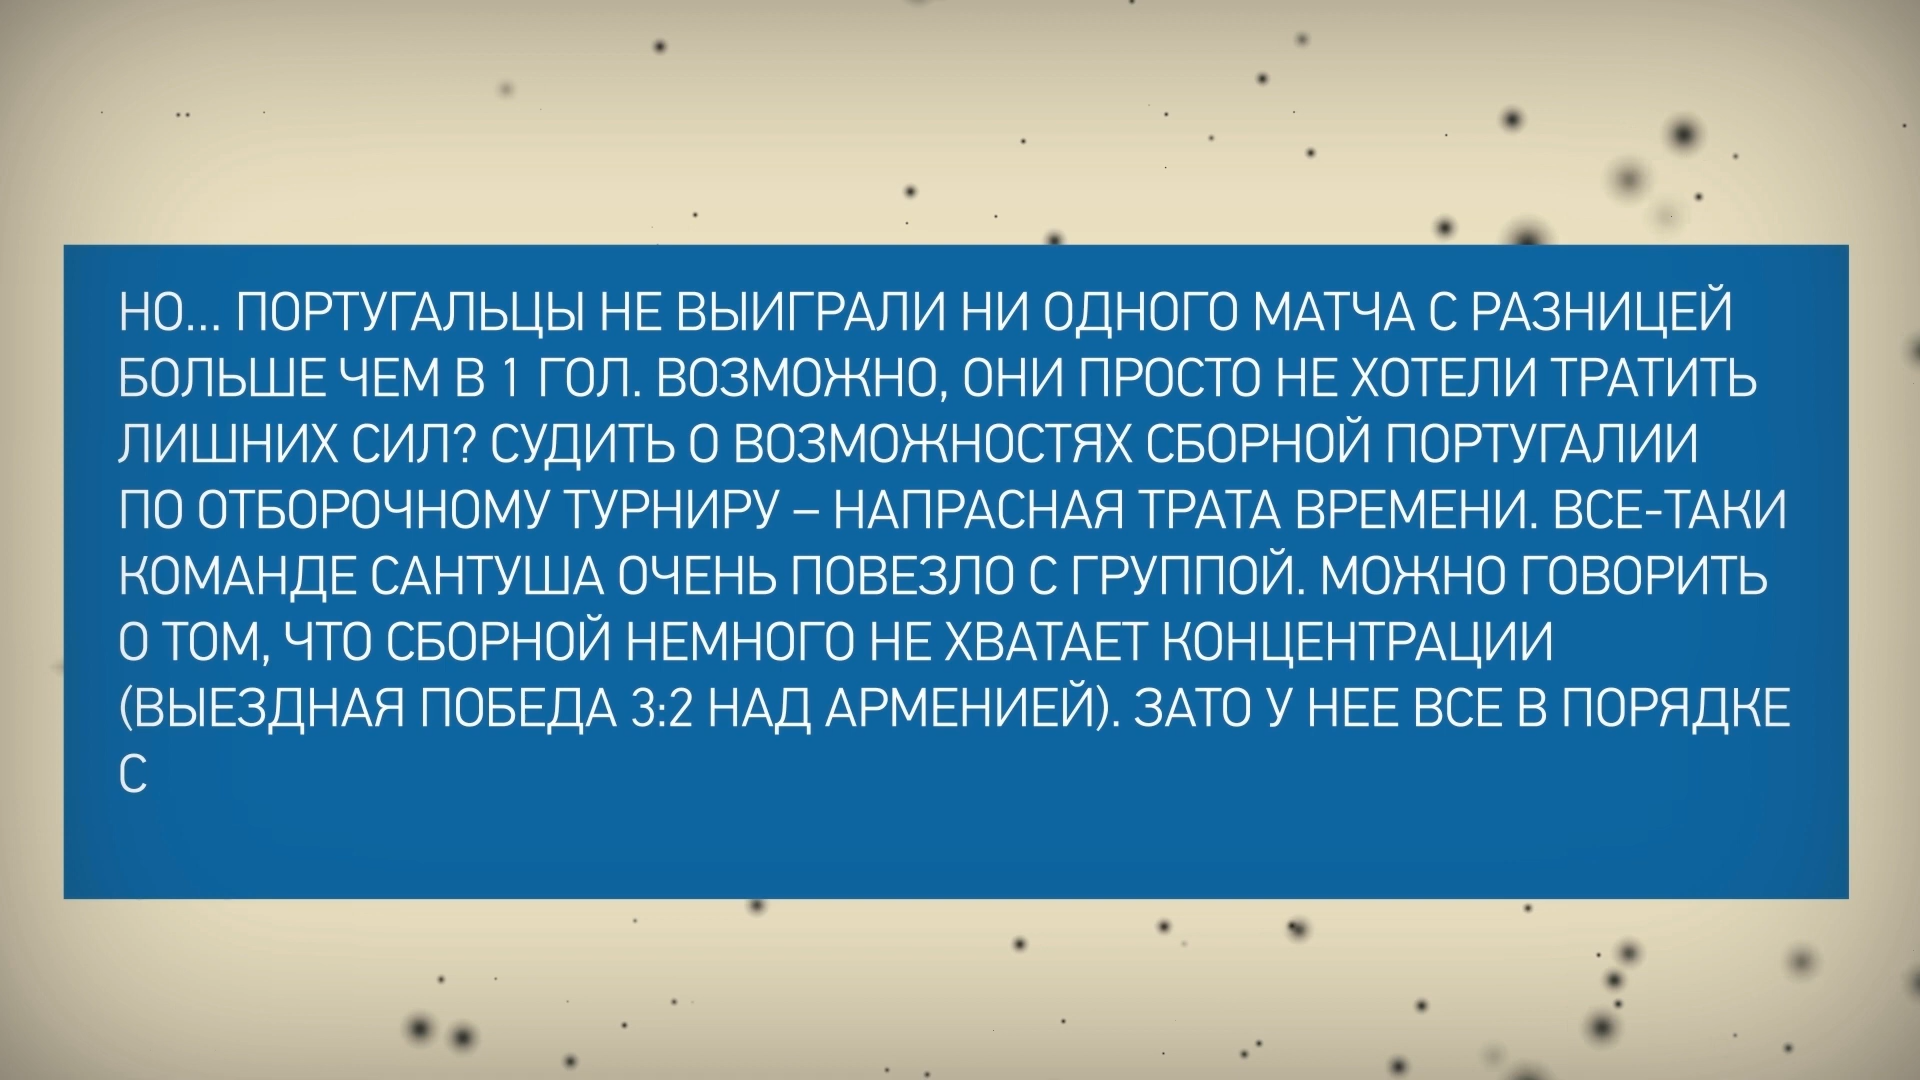 НО... ПОРТУГАЛЬЦЫ НЕ ВЫИГРАЛИ НИ ОДНОГО МАТЧА С РАЗНИЦЕЙ
БОЛЬШЕ ЧЕМ В 1 ГОЛ. ВОЗМОЖНО, ОНИ ПРОСТО НЕ ХОТЕЛИ ТРАТИТЬ
ЛИШНИХ СИЛ? СУДИТЬ О ВОЗМОЖНОСТЯХ СБОРНОЙ ПОРТУГАЛИИ
ПО ОТБОРОЧНОМУ ТУРНИРУ – НАПРАСНАЯ ТРАТА ВРЕМЕНИ. ВСЕ-ТАКИ
КОМАНДЕ САНТУША ОЧЕНЬ ПОВЕЗЛО С ГРУППОЙ. МОЖНО ГОВОРИТЬ
О ТОМ, ЧТО СБОРНОЙ НЕМНОГО НЕ ХВАТАЕТ КОНЦЕНТРАЦИИ
(ВЫЕЗДНАЯ ПОБЕДА 3:2 НАД АРМЕНИЕЙ). ЗАТО У НЕЕ ВСЕ В ПОРЯДКЕ
С